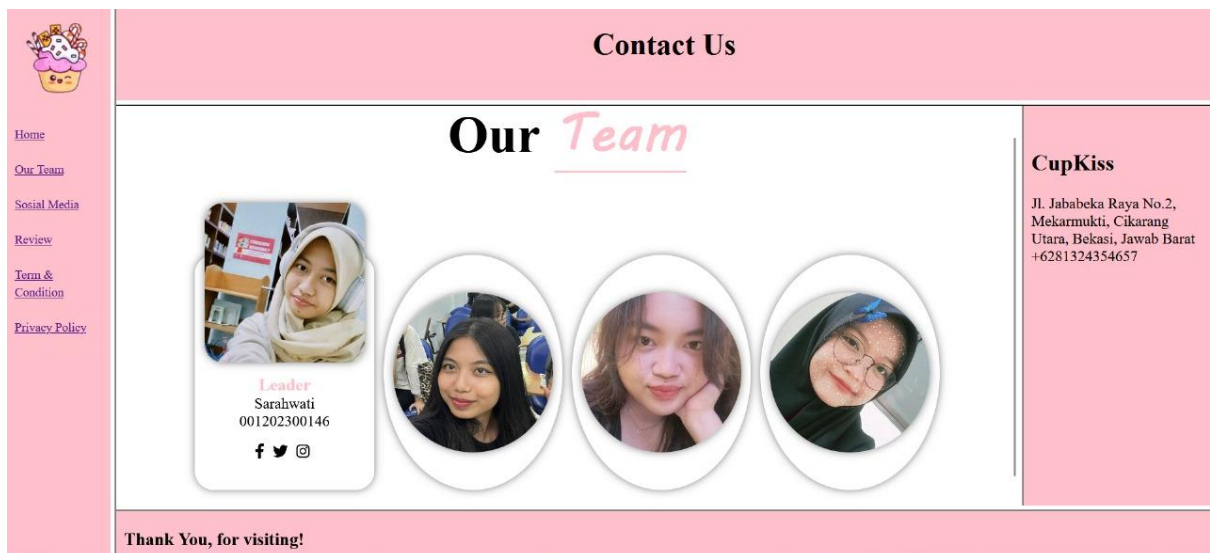 Contact Us
Home
Our Team
Sosial Media
Review
Term &
Condition
Privacy Policy
Our Team
Leader
Sarahwati
001202300146
CupKiss
Jl. Jababeka Raya No.2,
Mekarmukti, Cikarang
Utara, Bekasi, Jawab Barat
+6281324354657
Thank You, for visiting!